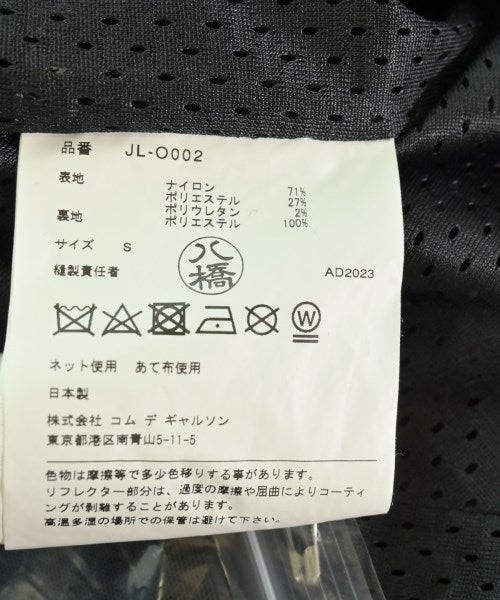 品番 JL-O002
表地 ナイロン 71%
ポリエステル 27%
ポリウレタン 2%
裏地 ポリエステル 100%
サイズ S
縫製責任者 八橋 AD2023
W
ネット使用 あて布使用
日本製
株式会社 コム デ ギャルソン
東京都港区南青山5-11-5
色物は摩擦等で多少色移りする事があります。
リフレクター部分は、過度の摩擦や屈曲によりコーティ
ングが剥離することがあります。
高温多湿の場所での保管は避けて下さい。